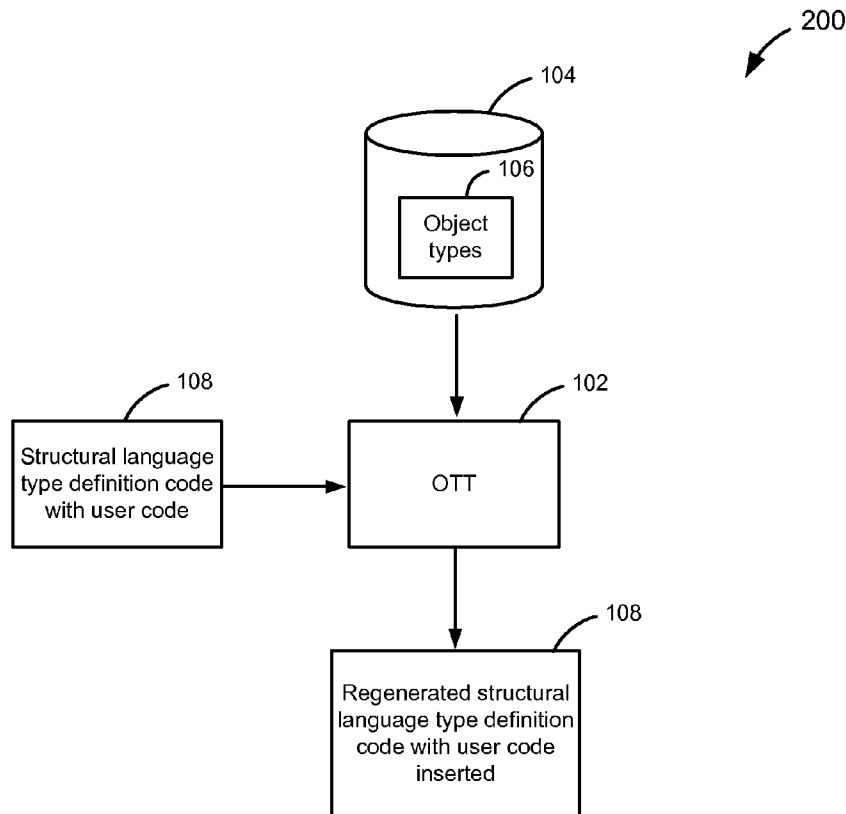 200
104
106
Object
types
108
102
Structural language
type definition code
with user code
OTT
108
Regenerated structural
language type definition
code with user code
inserted